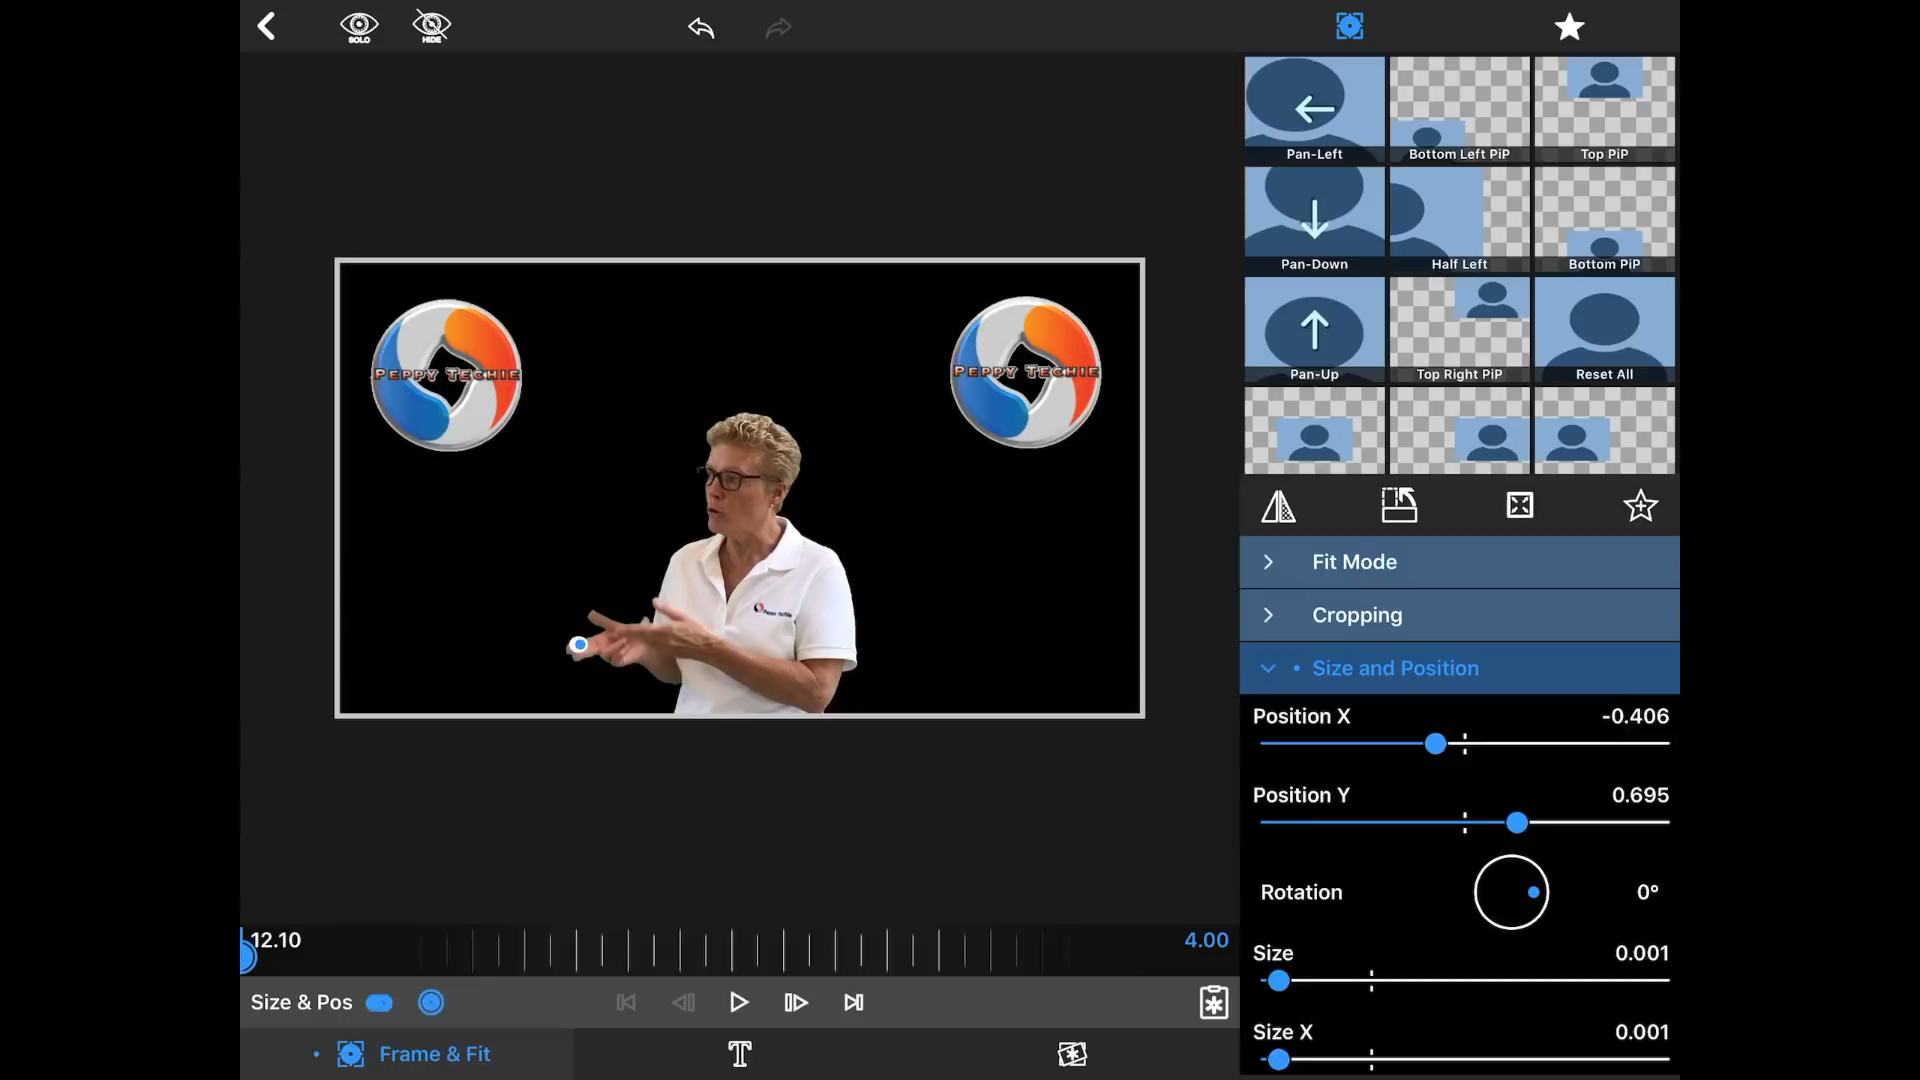 SOLO
HIDE
Pan-Left
Bottom Left PiP
Top PiP
Pan-Down
Half Left
Bottom PiP
Pan-Up
Top Right PiP
Reset All
PEPPY TECHIE
PEPPY TECHIE
Peppy Techie
Fit Mode
Cropping
Size and Position
Position X
-0.406
Position Y
0.695
Rotation
0°
Size
0.001
Size X
0.001
12.10
4.00
Size & Pos
Frame & Fit